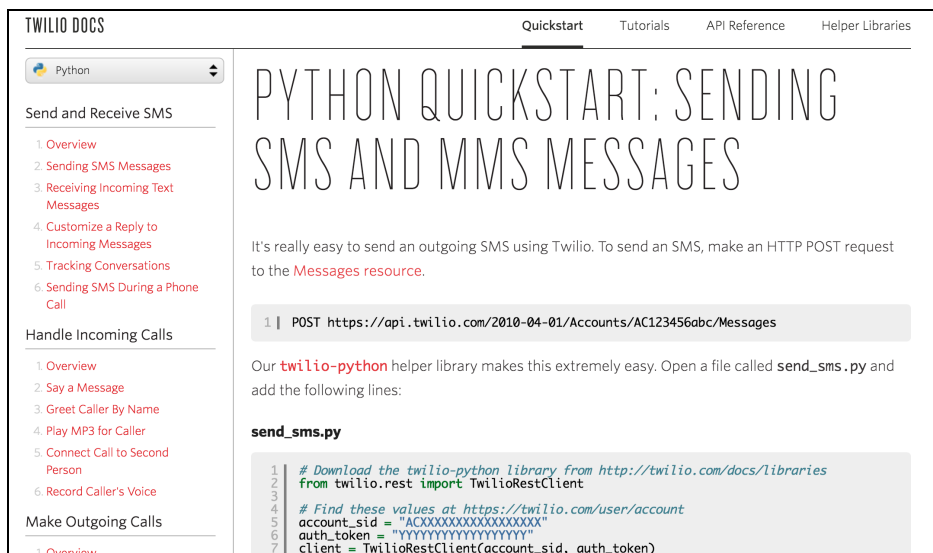 TWILIO DOCS
Quickstart Tutorials API Reference Helper Libraries
Python
Send and Receive SMS
1. Overview
2. Sending SMS Messages
3. Receiving Incoming Text
Messages
4. Customize a Reply to
Incoming Messages
5. Tracking Conversations
6. Sending SMS During a Phone
Call
Handle Incoming Calls
1. Overview
2. Say a Message
3. Greet Caller By Name
4. Play MP3 for Caller
5. Connect Call to Second
Person
6. Record Caller's Voice
Make Outgoing Calls
1. Overview
PYTHON QUICKSTART: SENDING
SMS AND MMS MESSAGES
It's really easy to send an outgoing SMS using Twilio. To send an SMS, make an HTTP POST request
to the Messages resource.
1 POST https://api.twilio.com/2010-04-01/Accounts/AC123456abc/Messages
Our twilio-python helper library makes this extremely easy. Open a file called send_sms.py and
add the following lines:
send_sms.py
1 # Download the twilio-python library from http://twilio.com/docs/libraries
2 from twilio.rest import TwilioRestClient
3
4 # Find these values at https://twilio.com/user/account
5 account_sid = "ACXXXXXXXXXXXXXXXXX"
6 auth_token = "YYYYYYYYYYYYYYYYYY"
7 client = TwilioRestClient(account_sid, auth_token)